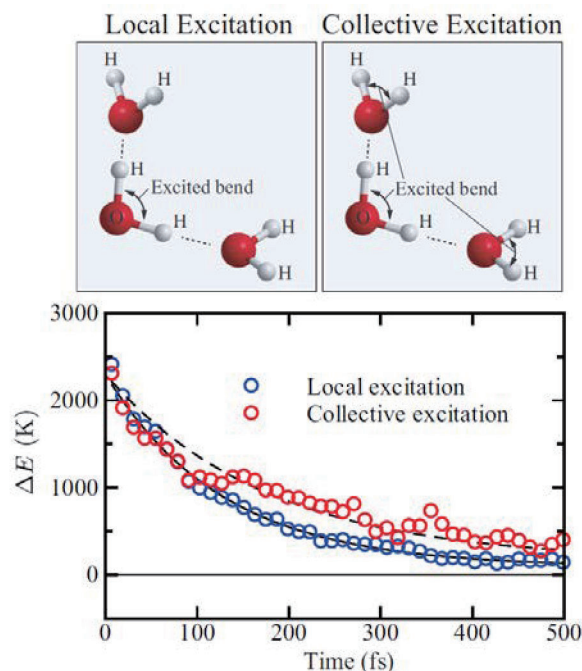 Local Excitation
Collective Excitation
H
H
H
Excited bend
O
H
H
H
H
H
H
Excited bend
O
H
H
H
3000
2000
1000
0
ΔE (K)
Local excitation
Collective excitation
0
100
200
300
400
500
Time (fs)